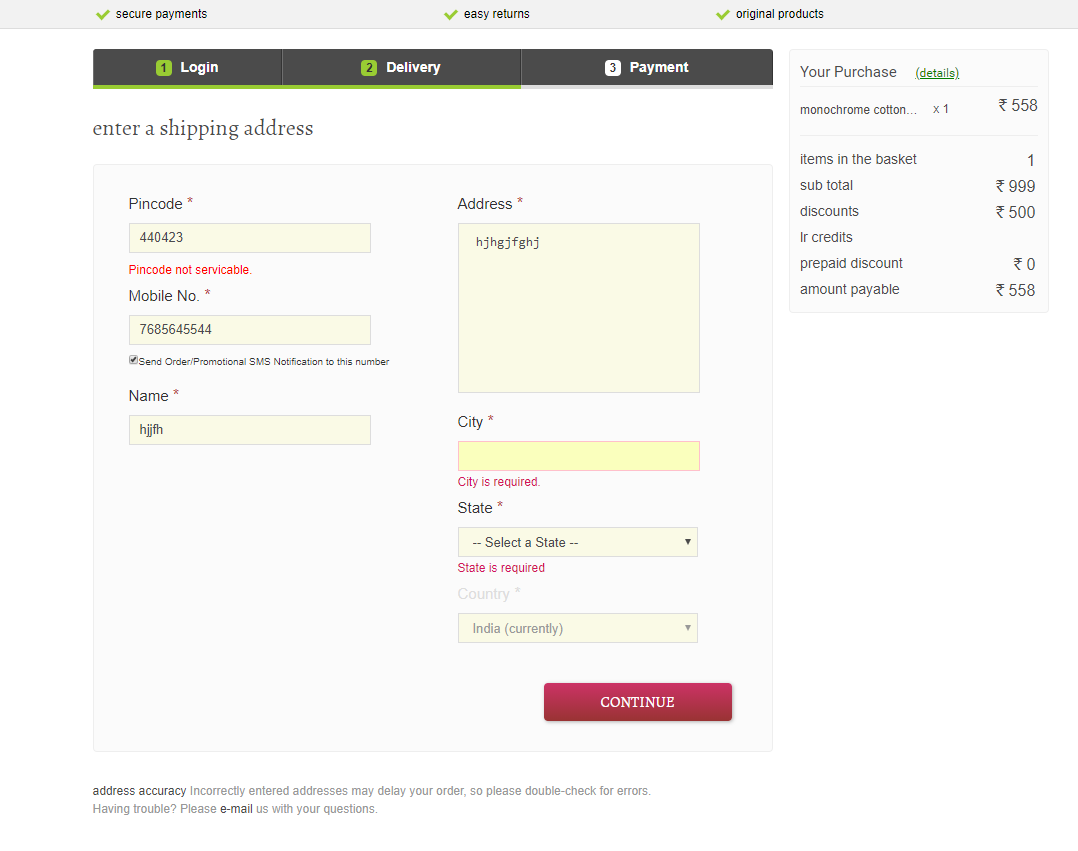 secure payments easy returns original products
1 Login 2 Delivery 3 Payment
enter a shipping address
Pincode *
440423
Pincode not servicable.
Mobile No. *
7685645544
Send Order/Promotional SMS Notification to this number
Name *
hjjfh
Address *
hjhgjfghj
City *
City is required.
State *
-- Select a State --
State is required
Country *
India (currently)
CONTINUE
Your Purchase (details)
monochrome cotton... x 1 ₹ 558
items in the basket 1
sub total ₹ 999
discounts ₹ 500
lr credits
prepaid discount ₹ 0
amount payable ₹ 558
address accuracy Incorrectly entered addresses may delay your order, so please double-check for errors.
Having trouble? Please e-mail us with your questions.